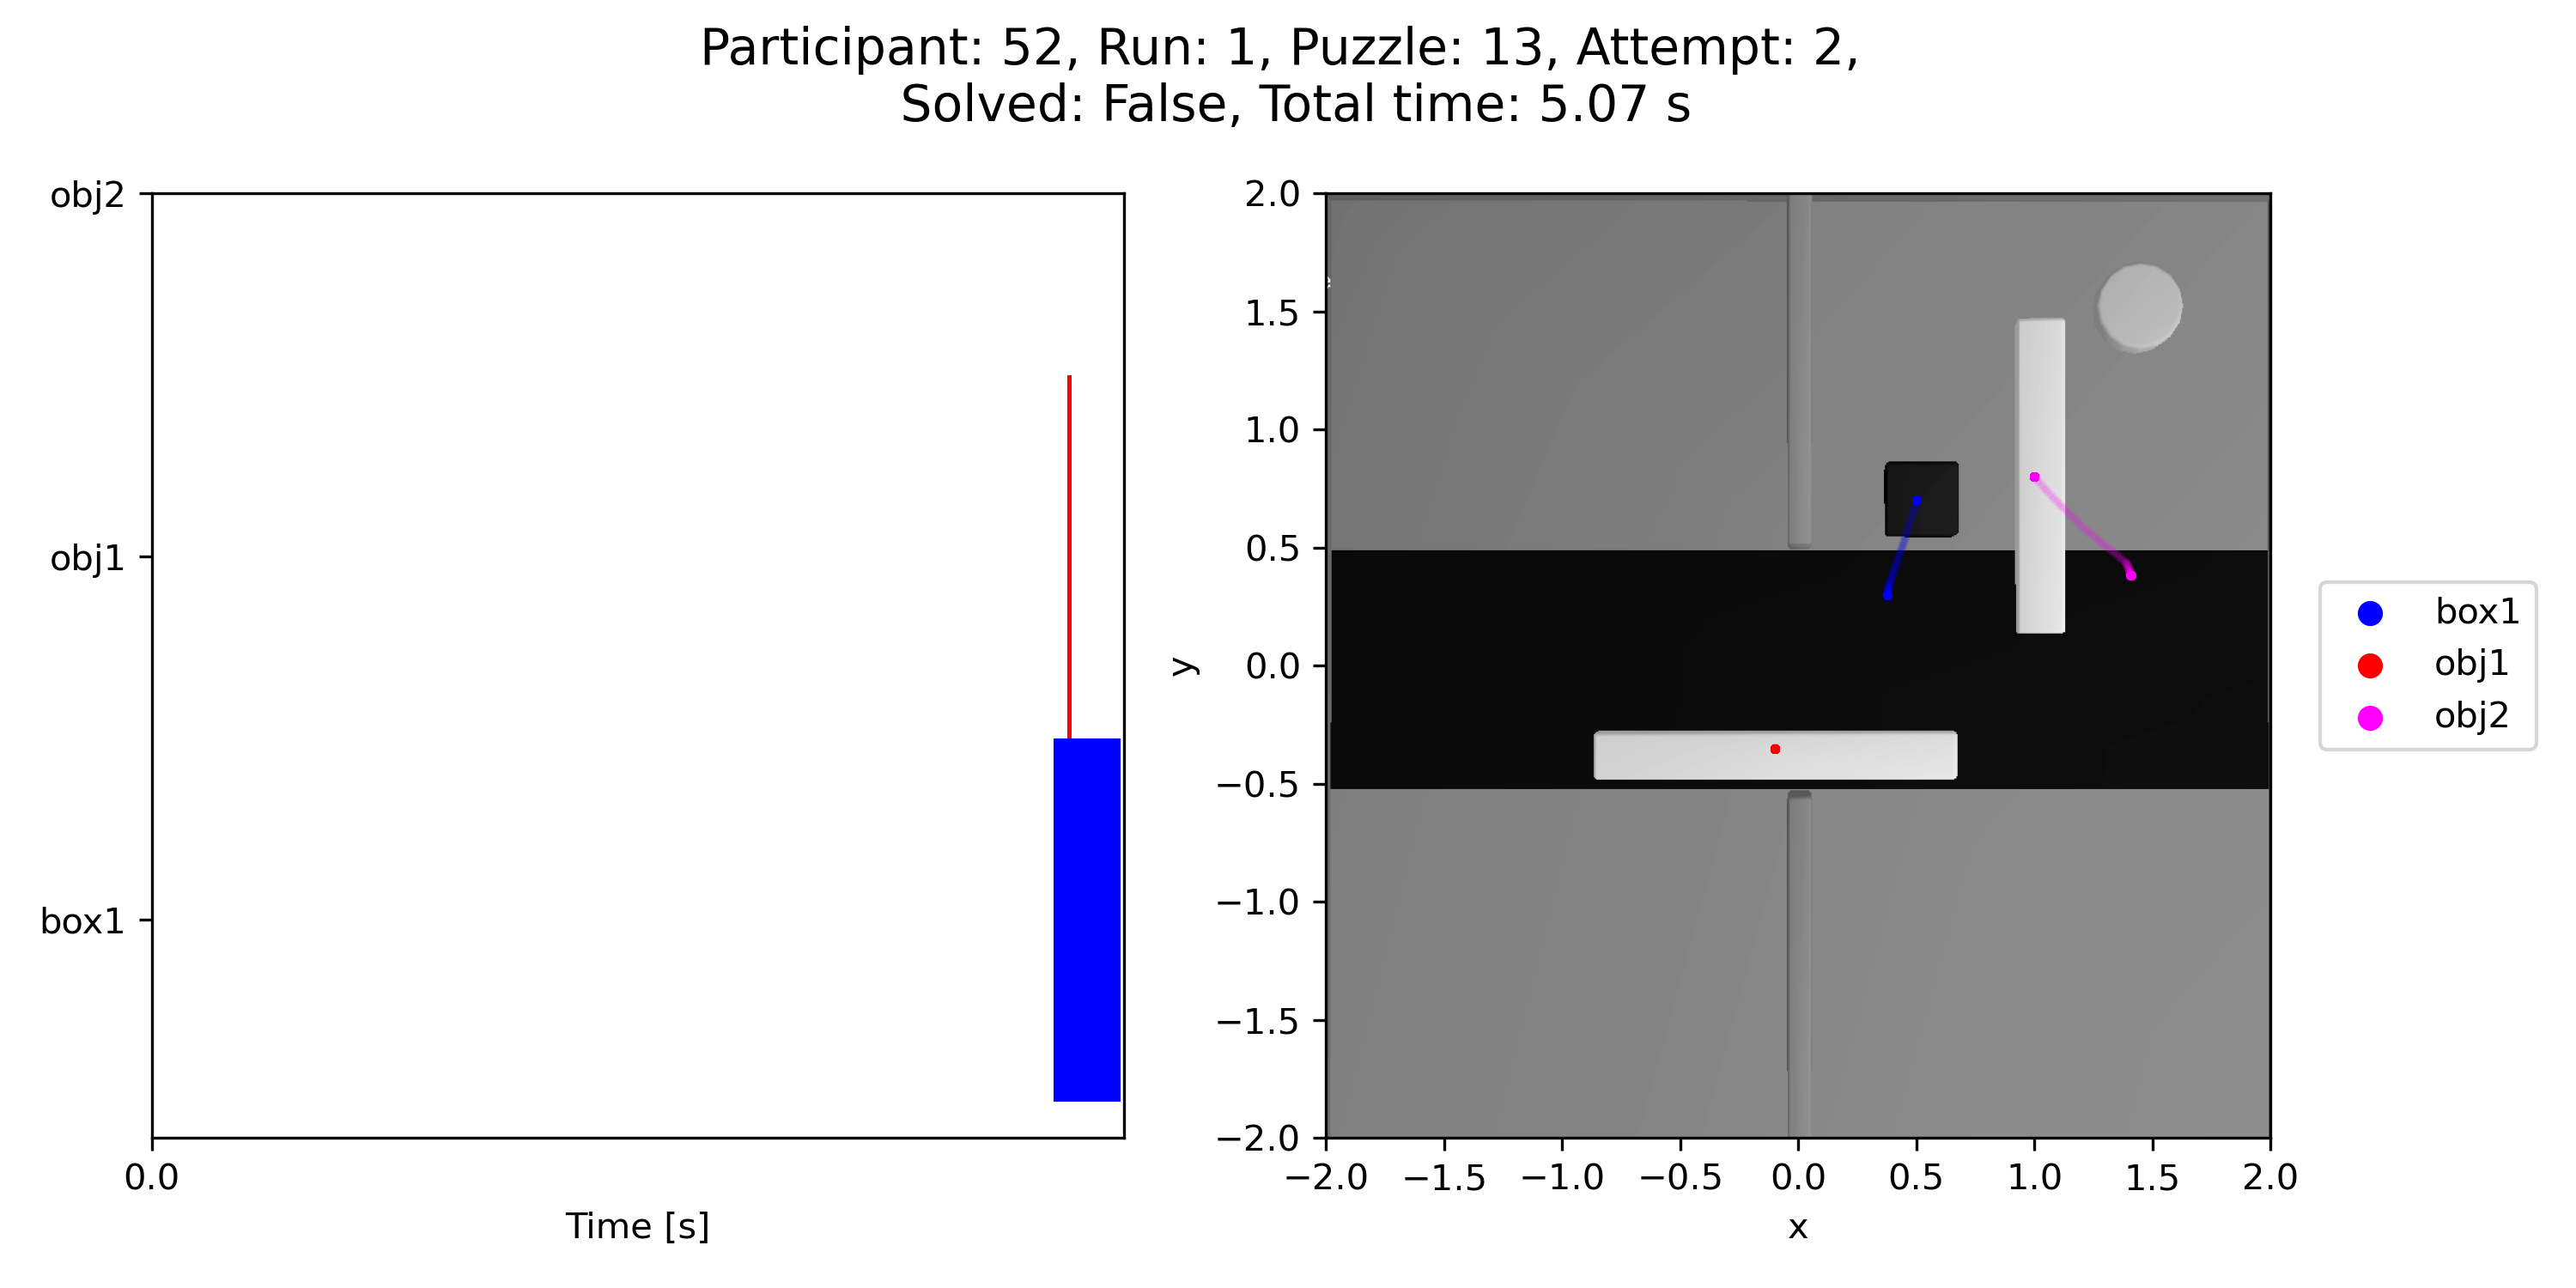 Participant: 52, Run: 1, Puzzle: 13, Attempt: 2,
Solved: False, Total time: 5.07 s
obj2
obj1
box1
0.0
Time [s]
2.0
1.5
1.0
0.5
0.0
−0.5
−1.0
−1.5
−2.0
y
−2.0 −1.5 −1.0 −0.5 0.0 0.5 1.0 1.5 2.0
x
box1
obj1
obj2